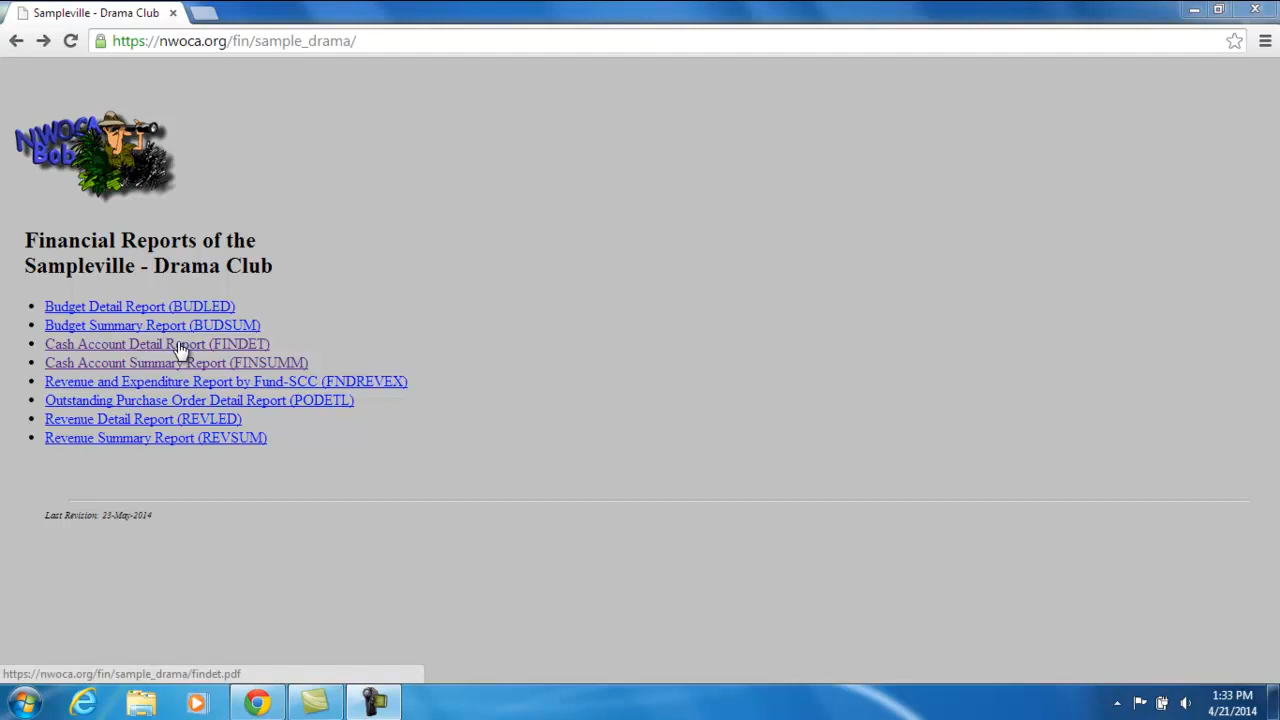 Sampleville - Drama Club
https://nwoca.org/fin/sample_drama/
NWOCA
Bob
Financial Reports of the
Sampleville - Drama Club
Budget Detail Report (BUDLED)
Budget Summary Report (BUDSUM)
Cash Account Detail Report (FINDET)
Cash Account Summary Report (FINSUMM)
Revenue and Expenditure Report by Fund-SCC (FNDREVEX)
Outstanding Purchase Order Detail Report (PODETL)
Revenue Detail Report (REVLED)
Revenue Summary Report (REVSUM)
Last Revision: 23-May-2014
https://nwoca.org/fin/sample_drama/findet.pdf
1:33 PM
4/21/2014